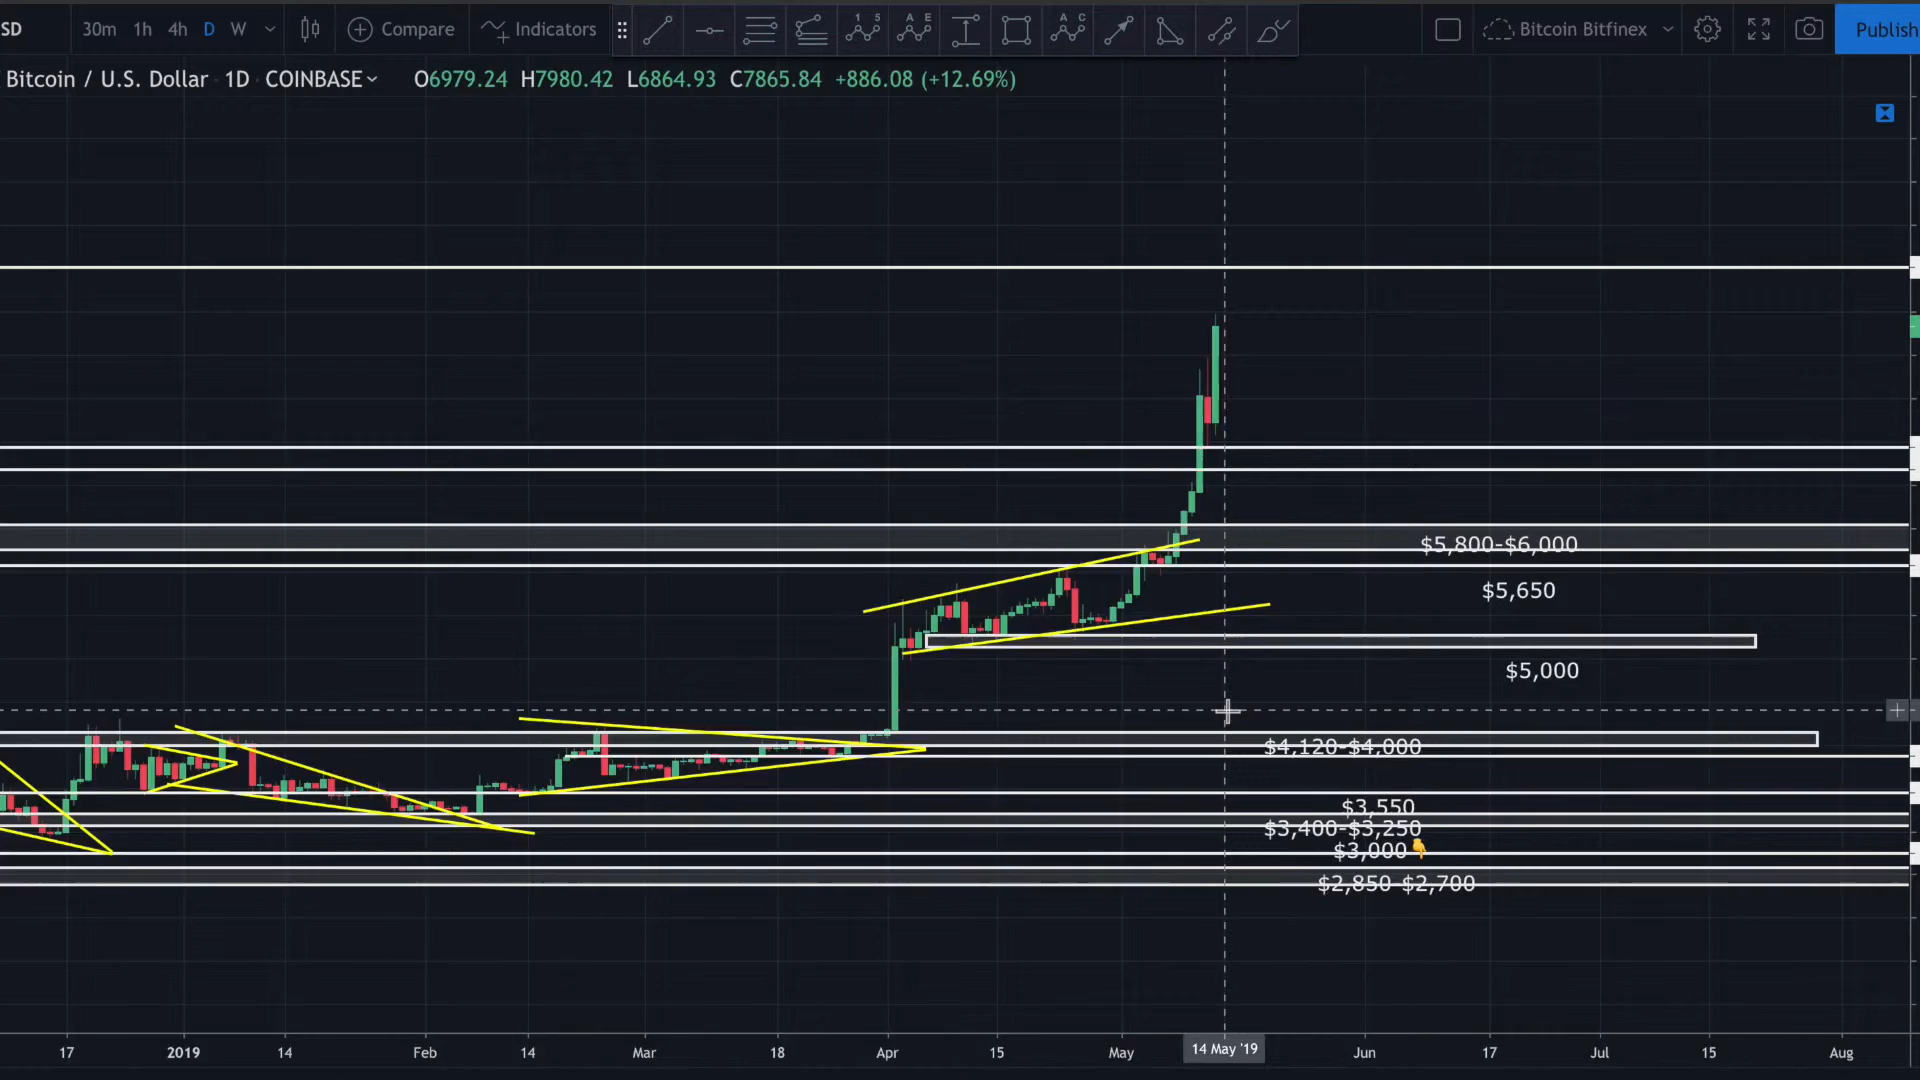 SD 30m 1h 4h D W Compare Indicators 1 5 A E A C Bitcoin Bitfinex Publish
Bitcoin / U.S. Dollar 1D COINBASE O6979.24 H7980.42 L6864.93 C7865.84 +886.08 (+12.69%)
$5,800-$6,000
$5,650
$5,000
$4,120-$4,000
$3,550
$3,400-$3,250
$3,000👇
$2,850-$2,700
17 2019 14 Feb 14 Mar 18 Apr 15 May 14 May '19 Jun 17 Jul 15 Aug